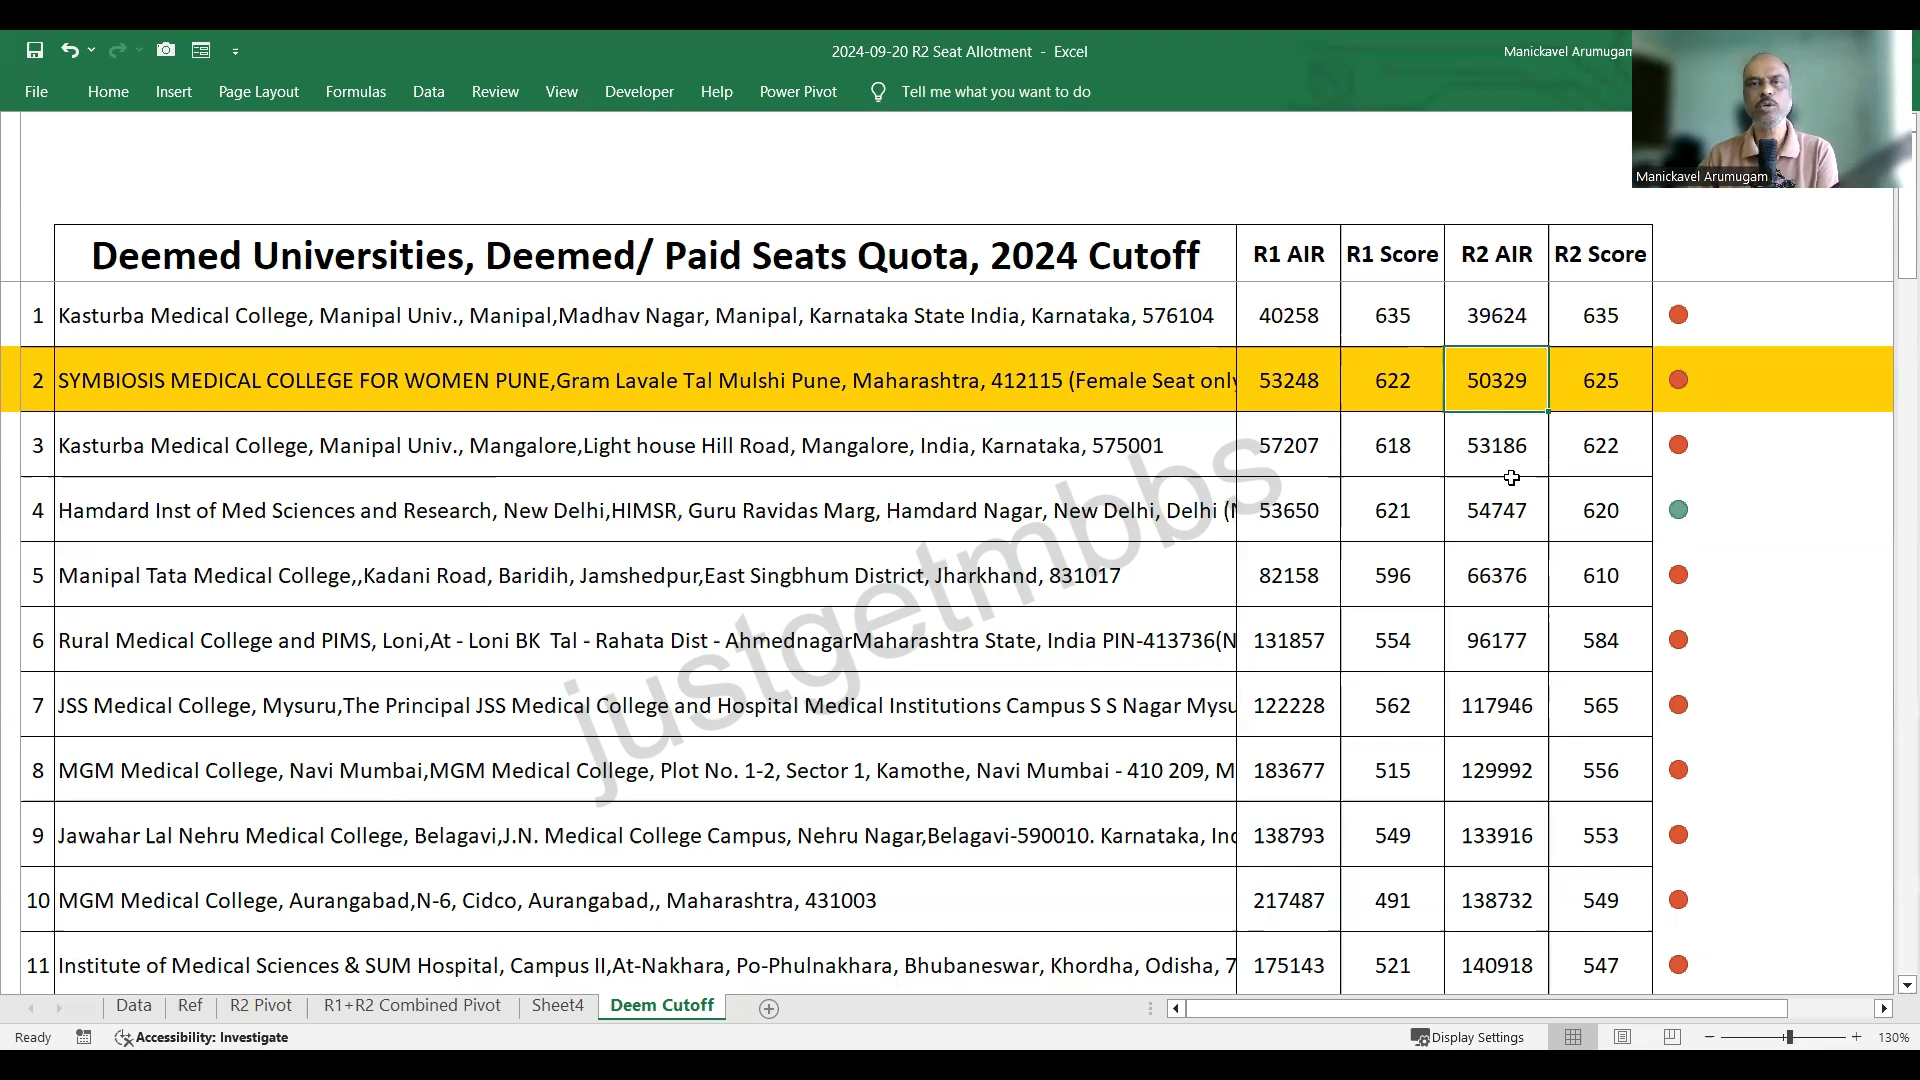 2024-09-20 R2 Seat Allotment - Excel
Manickavel Arumugam
File Home Insert Page Layout Formulas Data Review View Developer Help Power Pivot Tell me what you want to do
Manickavel Arumugam
Deemed Universities, Deemed/ Paid Seats Quota, 2024 Cutoff R1 AIR R1 Score R2 AIR R2 Score
1 Kasturba Medical College, Manipal Univ., Manipal,Madhav Nagar, Manipal, Karnataka State India, Karnataka, 576104 40258 635 39624 635
2 SYMBIOSIS MEDICAL COLLEGE FOR WOMEN PUNE,Gram Lavale Tal Mulshi Pune, Maharashtra, 412115 (Female Seat only 53248 622 50329 625
3 Kasturba Medical College, Manipal Univ., Mangalore,Light house Hill Road, Mangalore, India, Karnataka, 575001 57207 618 53186 622
4 Hamdard Inst of Med Sciences and Research, New Delhi,HIMSR, Guru Ravidas Marg, Hamdard Nagar, New Delhi, Delhi ( 53650 621 54747 620
5 Manipal Tata Medical College,,Kadani Road, Baridih, Jamshedpur,East Singbhum District, Jharkhand, 831017 82158 596 66376 610
6 Rural Medical College and PIMS, Loni,At - Loni BK Tal - Rahata Dist - AhmednagarMaharashtra State, India PIN-413736(N 131857 554 96177 584
7 JSS Medical College, Mysuru,The Principal JSS Medical College and Hospital Medical Institutions Campus S S Nagar Mysu 122228 562 117946 565
8 MGM Medical College, Navi Mumbai,MGM Medical College, Plot No. 1-2, Sector 1, Kamothe, Navi Mumbai - 410 209, M 183677 515 129992 556
9 Jawahar Lal Nehru Medical College, Belagavi,J.N. Medical College Campus, Nehru Nagar,Belagavi-590010. Karnataka, Inc 138793 549 133916 553
10 MGM Medical College, Aurangabad,N-6, Cidco, Aurangabad,, Maharashtra, 431003 217487 491 138732 549
11 Institute of Medical Sciences & SUM Hospital, Campus II,At-Nakhara, Po-Phulnakhara, Bhubaneswar, Khordha, Odisha, 7 175143 521 140918 547
justgetmbbs
Data Ref R2 Pivot R1+R2 Combined Pivot Sheet4 Deem Cutoff
Ready Accessibility: Investigate Display Settings 130%